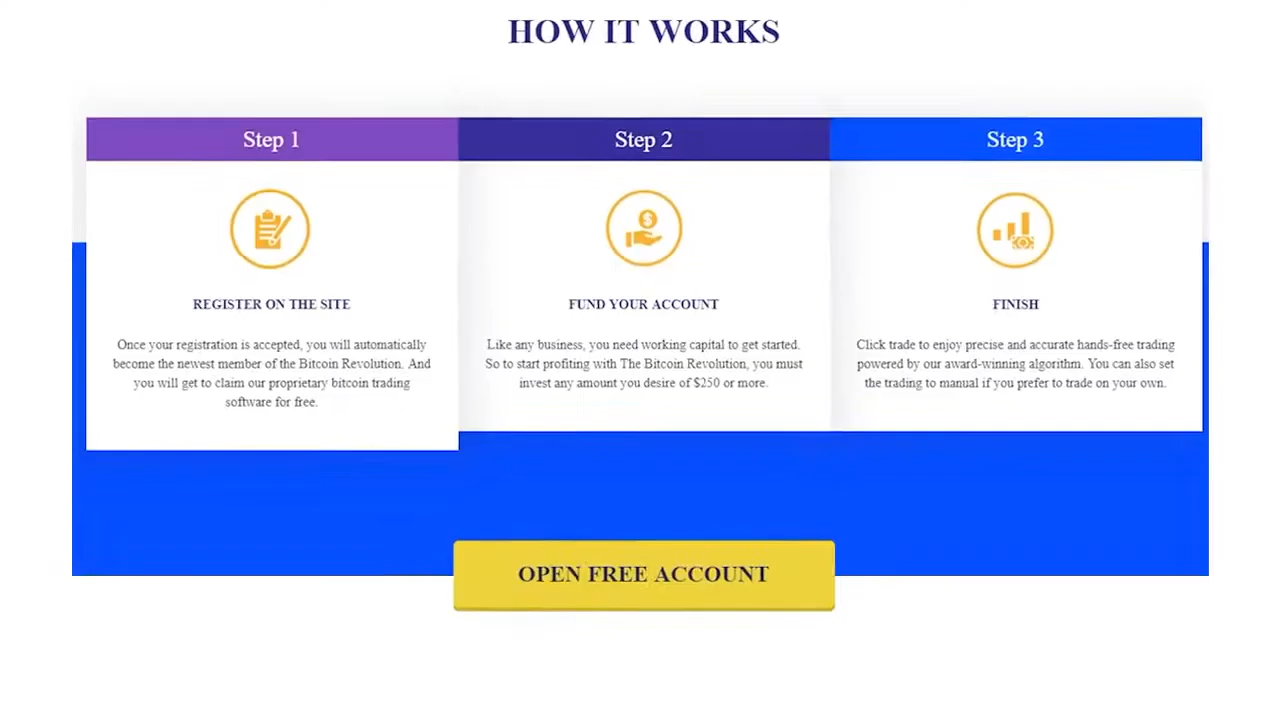 HOW IT WORKS
Step 1
REGISTER ON THE SITE
Once your registration is accepted, you will automatically
become the newest member of the Bitcoin Revolution. And
you will get to claim our proprietary bitcoin trading
software for free.
Step 2
FUND YOUR ACCOUNT
Like any business, you need working capital to get started.
So to start profiting with The Bitcoin Revolution, you must
invest any amount you desire of $250 or more.
Step 3
FINISH
Click trade to enjoy precise and accurate hands-free trading
powered by our award-winning algorithm. You can also set
the trading to manual if you prefer to trade on your own.
OPEN FREE ACCOUNT